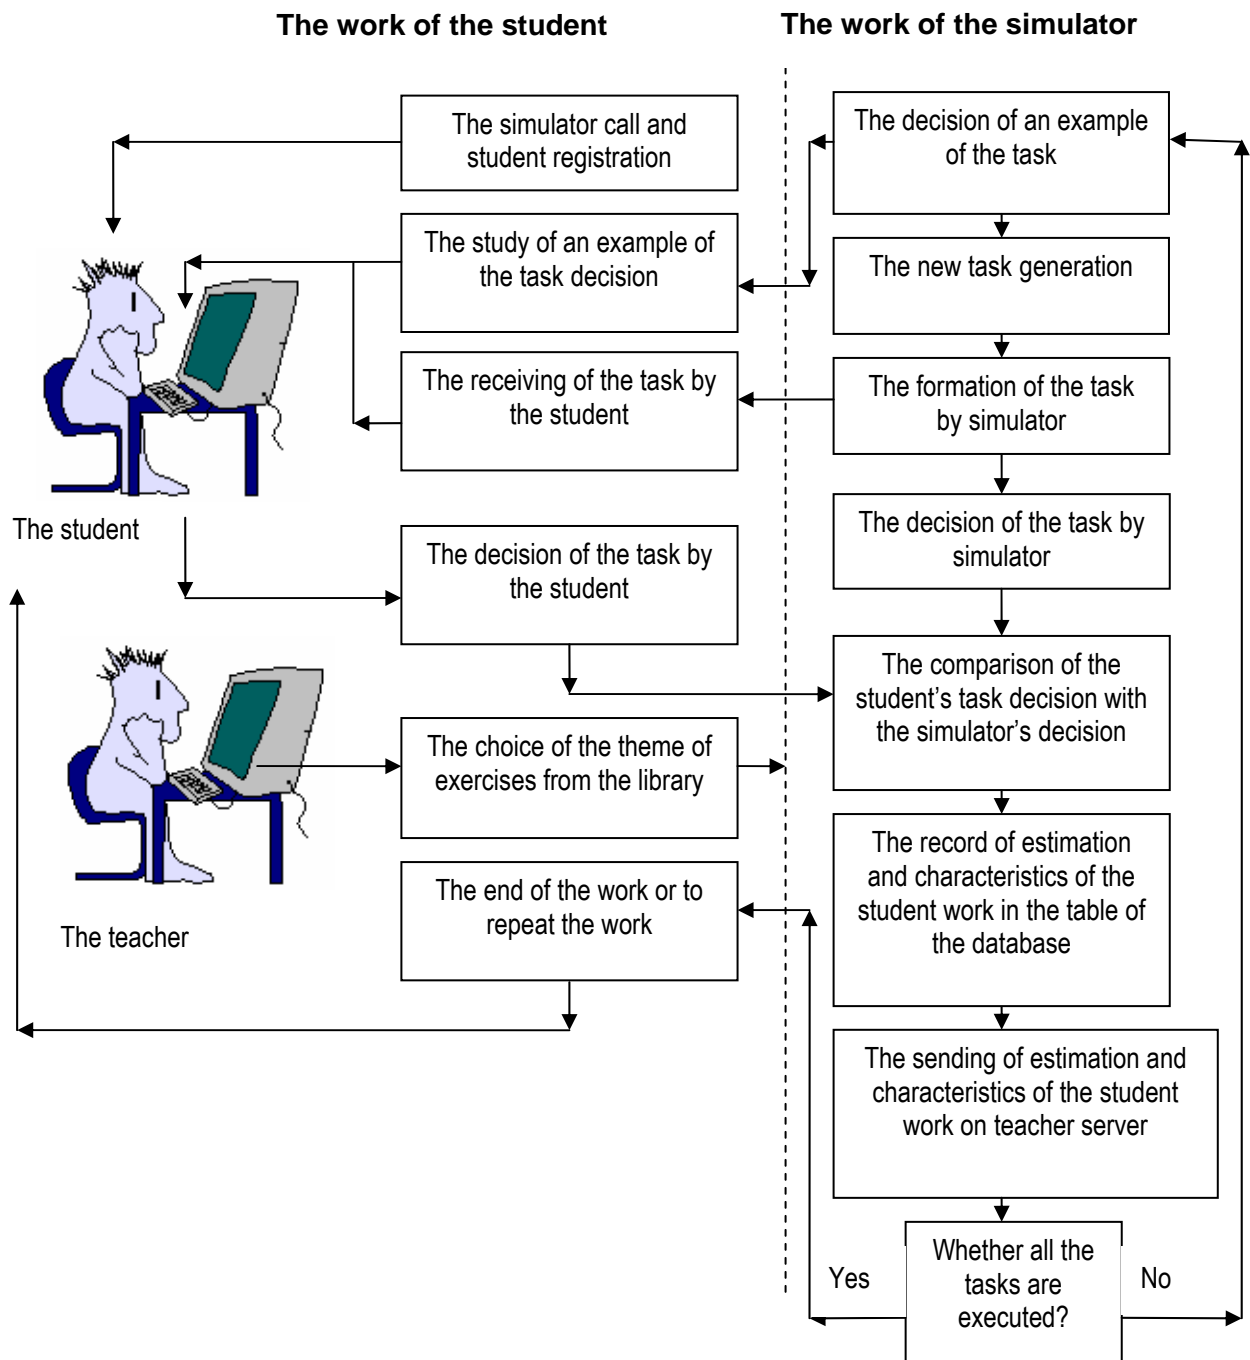 The work of the student
The work of the simulator
The simulator call and
student registration
The decision of an example
of the task
The study of an example of
the task decision
The new task generation
The receiving of the task by
the student
The formation of the task
by simulator
The student
The decision of the task by
the student
The decision of the task by
simulator
The comparison of the
student’s task decision with
the simulator’s decision
The choice of the theme of
exercises from the library
The record of estimation
and characteristics of the
student work in the table of
the database
The end of the work or to
repeat the work
The teacher
The sending of estimation and
characteristics of the student
work on teacher server
Whether all the
tasks are
executed?
Yes
No